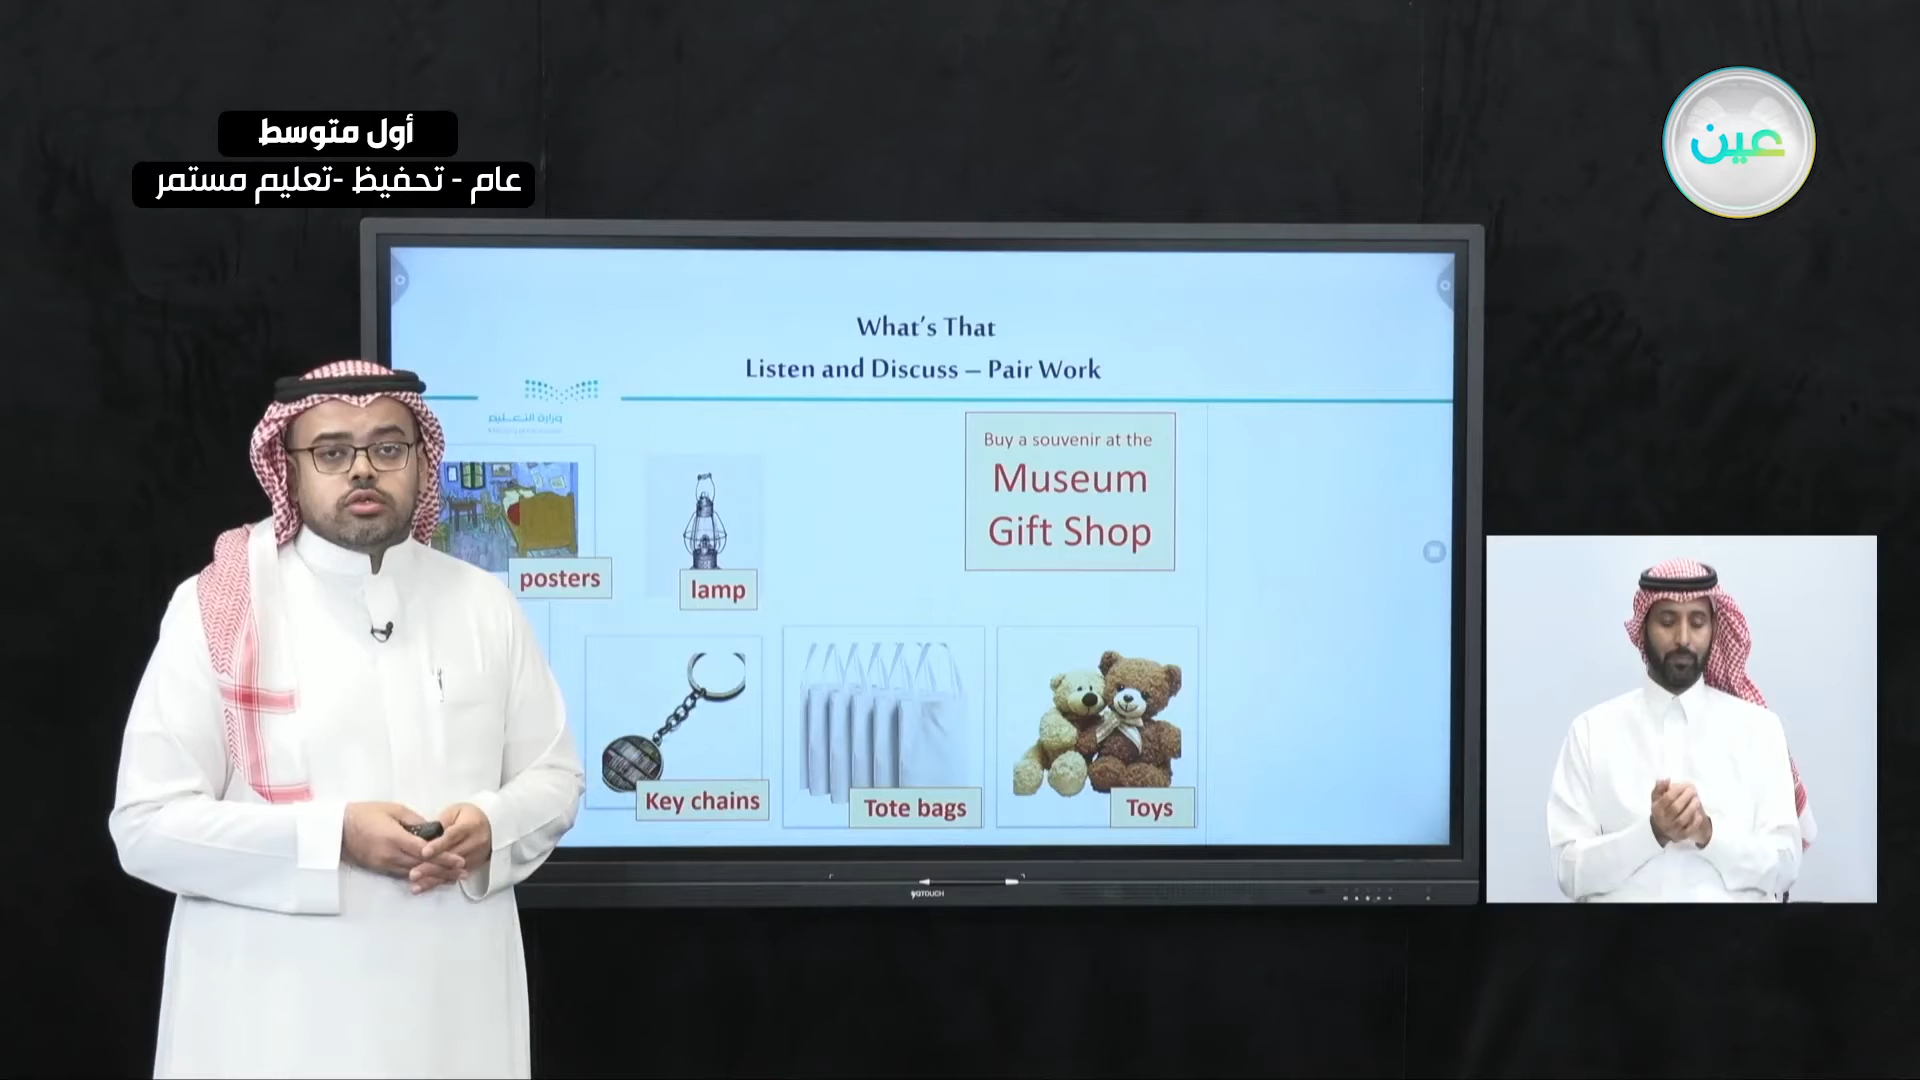 أول متوسط
عام - تحفيظ -تعليم مستمر
عين
What's That
Listen and Discuss – Pair Work
وزارة التعليم
Buy a souvenir at the
Museum
Gift Shop
posters
lamp
Key chains
Tote bags
Toys